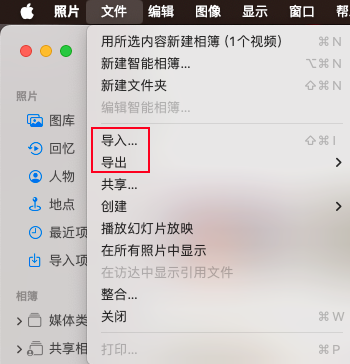 照片 文件 编辑 图像 显示 窗口 帮
用所选内容新建相簿 (1个视频) ⌘N
新建智能相簿... ⌥⌘N
新建文件夹 ⇧⌘N
编辑智能相簿...
照片
图库
导入... ⇧⌘I
回忆
导出
人物
共享...
地点
创建
播放幻灯片放映
最近项
在所有照片中显示
导入项
在访达中显示引用文件
相簿
整合...
媒体类
关闭 ⌘W
共享相
打印... ⌘P